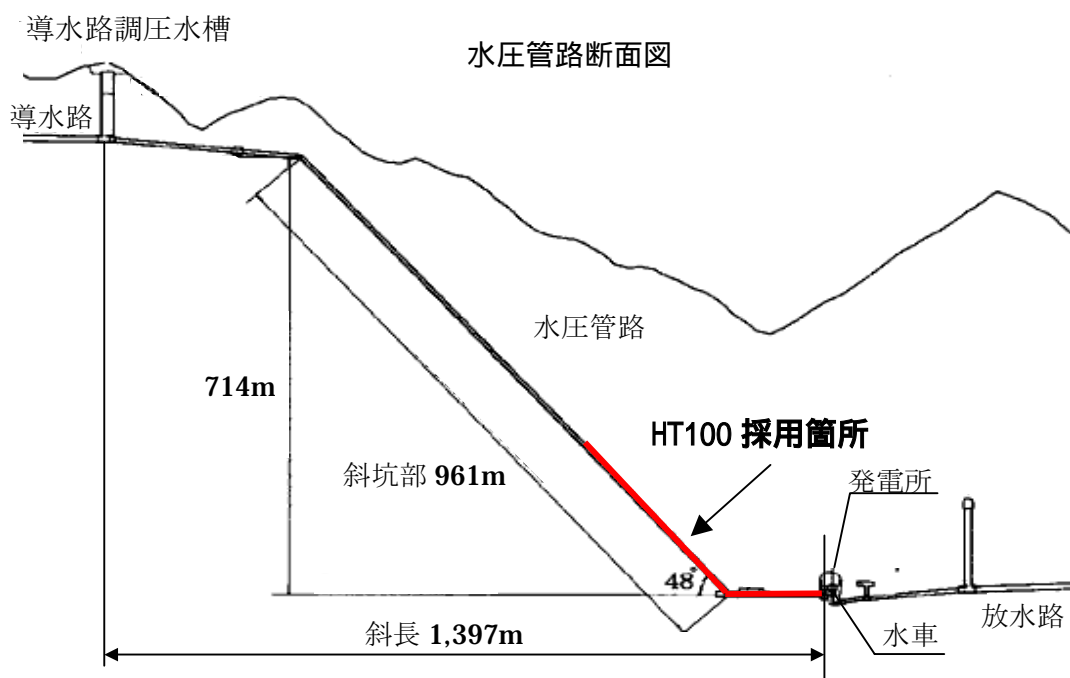 導水路調圧水槽
水圧管路断面図
導水路
水圧管路
714m
HT100 採用箇所
斜坑部 961m
発電所
48°
放水路
斜長 1,397m
水車